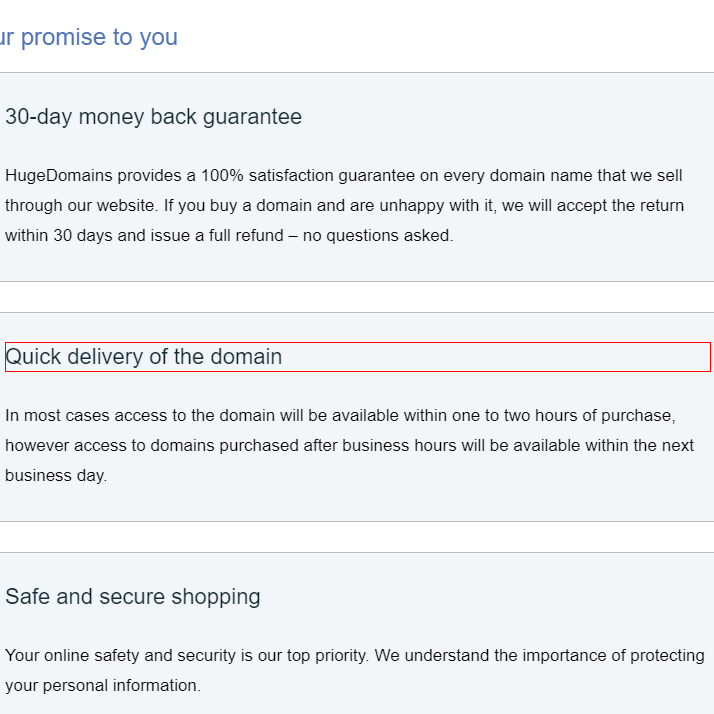 ur promise to you
30-day money back guarantee
HugeDomains provides a 100% satisfaction guarantee on every domain name that we sell
through our website. If you buy a domain and are unhappy with it, we will accept the return
within 30 days and issue a full refund – no questions asked.
Quick delivery of the domain
In most cases access to the domain will be available within one to two hours of purchase,
however access to domains purchased after business hours will be available within the next
business day.
Safe and secure shopping
Your online safety and security is our top priority. We understand the importance of protecting
your personal information.